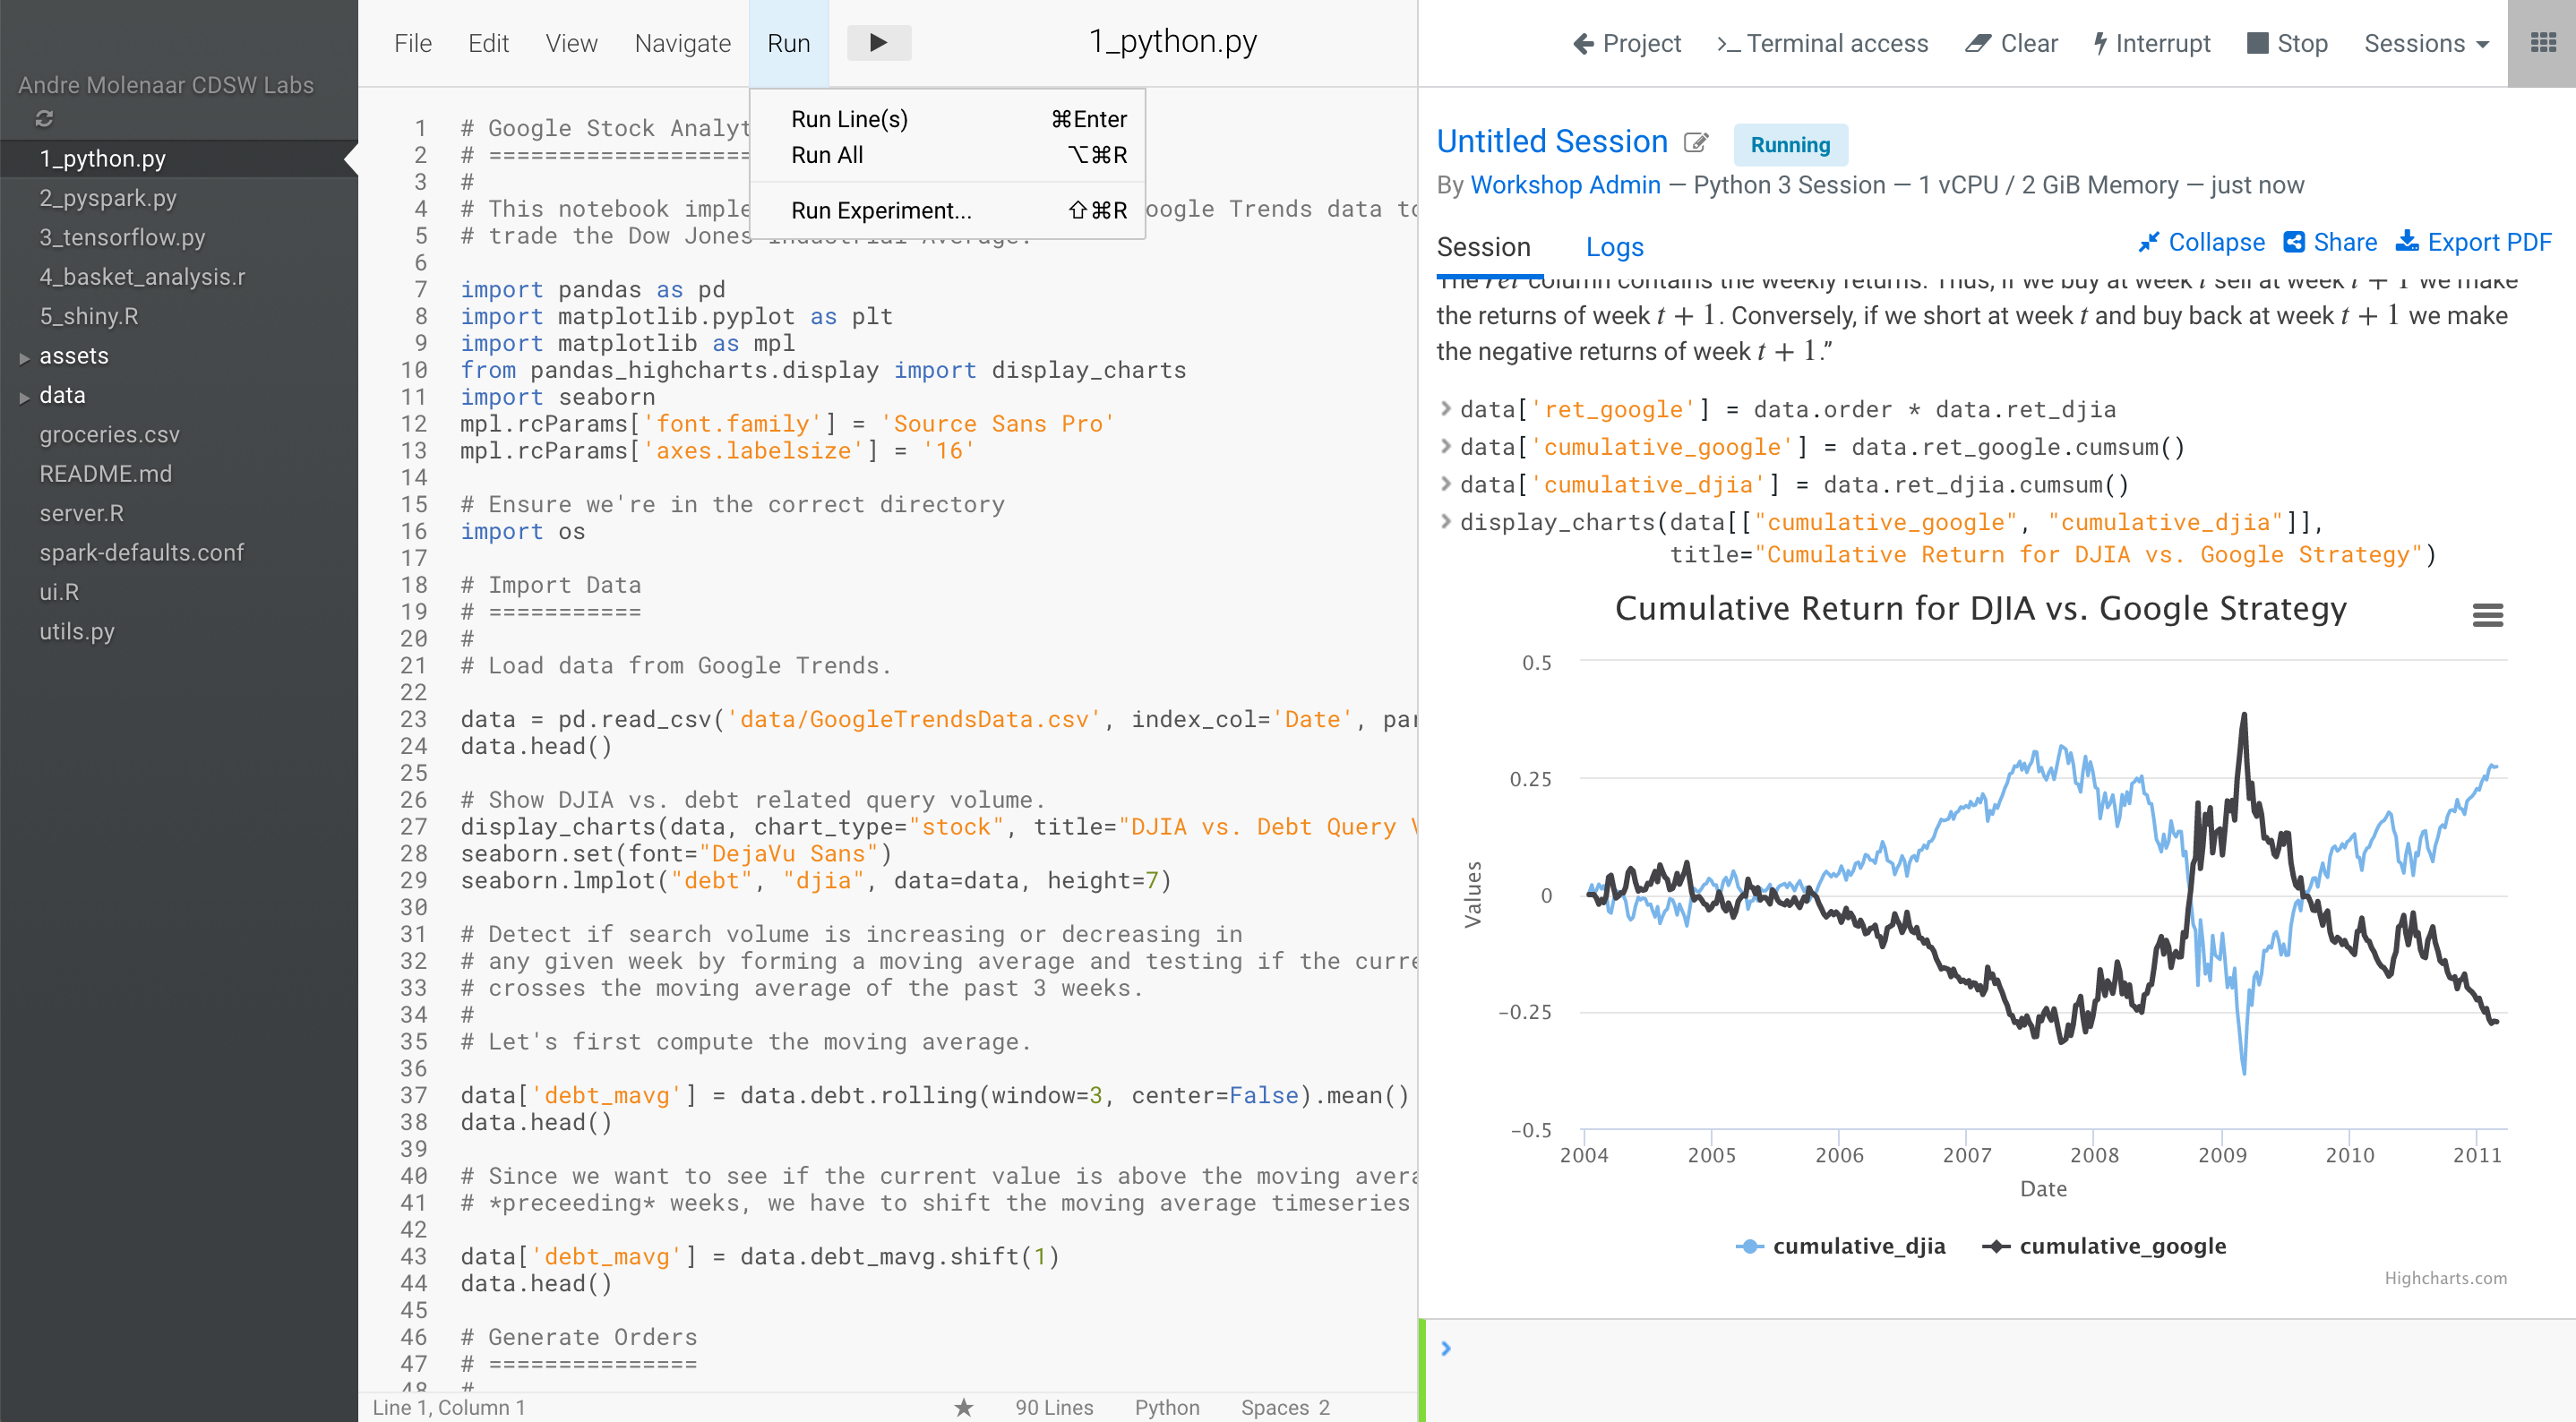 Andre Molenaar CDSW Labs
1_python.py
2_pyspark.py
3_tensorflow.py
4_basket_analysis.r
5_shiny.R
assets
data
groceries.csv
README.md
server.R
spark-defaults.conf
ui.R
utils.py
File Edit View Navigate Run 1_python.py
Run Line(s) ⌘Enter
Run All ⌥⌘R
Run Experiment... ⇧⌘R
1 # Google Stock Analyt
2 # ===================
3 #
4 # This notebook imple oogle Trends data to
5 # trade the Dow Jones Industrial Average.
6
7 import pandas as pd
8 import matplotlib.pyplot as plt
9 import matplotlib as mpl
10 from pandas_highcharts.display import display_charts
11 import seaborn
12 mpl.rcParams['font.family'] = 'Source Sans Pro'
13 mpl.rcParams['axes.labelsize'] = '16'
14
15 # Ensure we're in the correct directory
16 import os
17
18 # Import Data
19 # ===========
20 #
21 # Load data from Google Trends.
22
23 data = pd.read_csv('data/GoogleTrendsData.csv', index_col='Date', par
24 data.head()
25
26 # Show DJIA vs. debt related query volume.
27 display_charts(data, chart_type="stock", title="DJIA vs. Debt Query V
28 seaborn.set(font="DejaVu Sans")
29 seaborn.lmplot("debt", "djia", data=data, height=7)
30
31 # Detect if search volume is increasing or decreasing in
32 # any given week by forming a moving average and testing if the curre
33 # crosses the moving average of the past 3 weeks.
34 #
35 # Let's first compute the moving average.
36
37 data['debt_mavg'] = data.debt.rolling(window=3, center=False).mean()
38 data.head()
39
40 # Since we want to see if the current value is above the moving avera
41 # *preceeding* weeks, we have to shift the moving average timeseries
42
43 data['debt_mavg'] = data.debt_mavg.shift(1)
44 data.head()
45
46 # Generate Orders
47 # ===============
48 #
Line 1, Column 1 ★ 90 Lines Python Spaces 2
Project Terminal access Clear Interrupt Stop Sessions
Untitled Session Running
By Workshop Admin — Python 3 Session — 1 vCPU / 2 GiB Memory — just now
Session Logs Collapse Share Export PDF
The ret column contains the weekly returns. Thus, if we buy at week t sell at week t + 1 we make
the returns of week t + 1. Conversely, if we short at week t and buy back at week t + 1 we make
the negative returns of week t + 1.”
data['ret_google'] = data.order * data.ret_djia
data['cumulative_google'] = data.ret_google.cumsum()
data['cumulative_djia'] = data.ret_djia.cumsum()
display_charts(data[["cumulative_google", "cumulative_djia"]],
title="Cumulative Return for DJIA vs. Google Strategy")
Cumulative Return for DJIA vs. Google Strategy
0.5
0.25
0
−0.25
−0.5
Values
2004 2005 2006 2007 2008 2009 2010 2011
Date
cumulative_djia cumulative_google
Highcharts.com